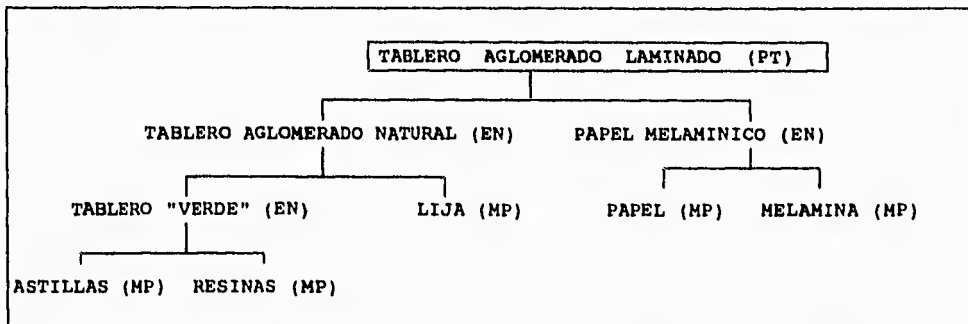 TABLERO AGLOMERADO LAMINADO (PT)
TABLERO AGLOMERADO NATURAL (EN) PAPEL MELAMINICO (EN)
TABLERO "VERDE" (EN) LIJA (MP) PAPEL (MP) MELAMINA (MP)
ASTILLAS (MP) RESINAS (MP)